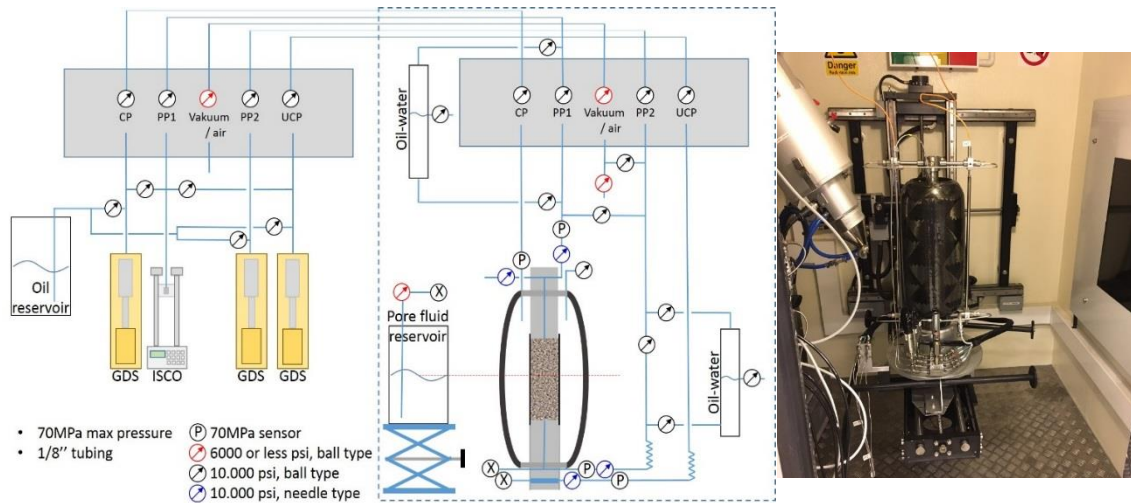 CP
PP1
Vakuum
/ air
PP2
UCP
Oil
reservoir
GDS
ISCO
GDS
GDS
Oil-water
CP
PP1
Vakuum
/ air
PP2
UCP
P
P
X
Pore fluid
reservoir
Oil-water
X
X
P
P
• 70MPa max pressure
• 1/8’’ tubing
P 70MPa sensor
6000 or less psi, ball type
10.000 psi, ball type
10.000 psi, needle type
Danger